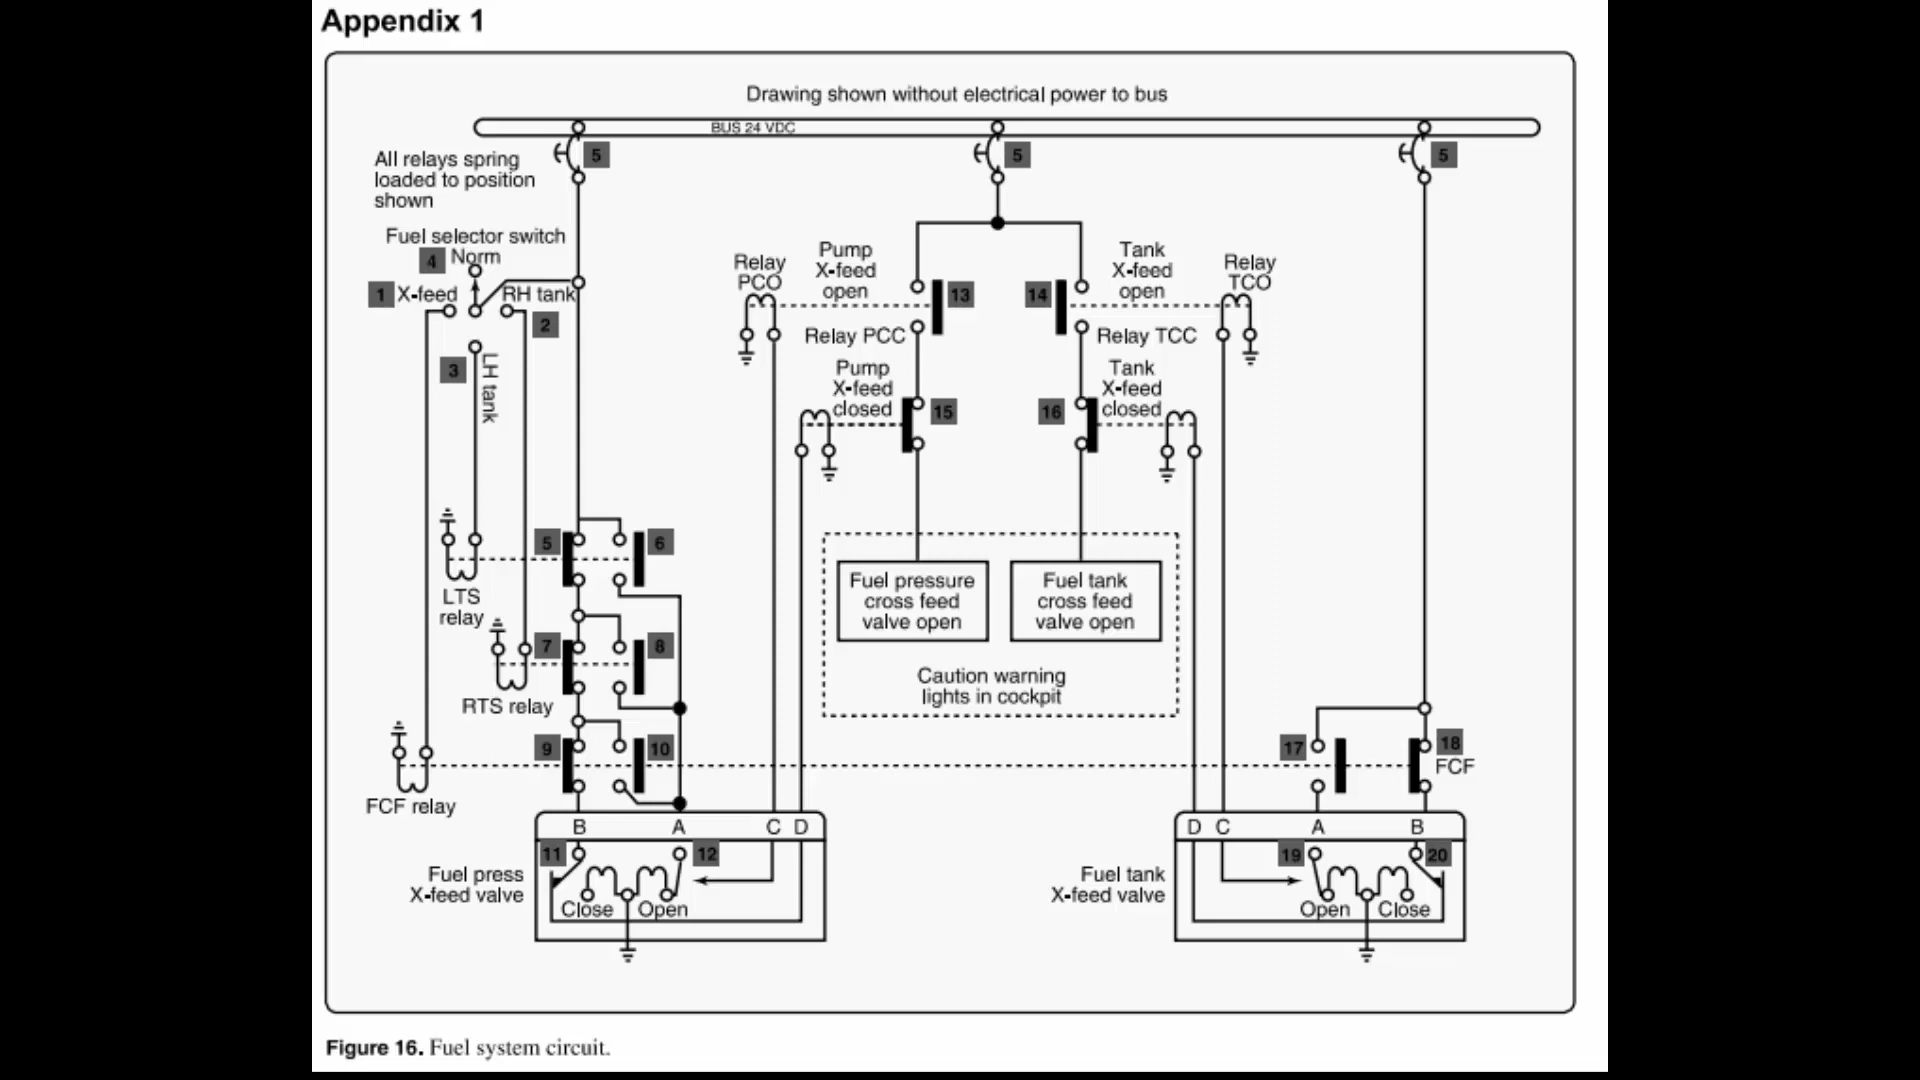 Appendix 1
Drawing shown without electrical power to bus
BUS 24 VDC
5
5
5
All relays spring
loaded to position
shown
Fuel selector switch
4
Norm
1
X-feed
RH tank
2
3
LH tank
Relay
PCO
Pump
X-feed
open
13
14
Tank
X-feed
open
Relay
TCO
Relay PCC
Relay TCC
Pump
X-feed
closed
15
16
Tank
X-feed
closed
5
6
LTS
relay
7
8
RTS relay
9
10
FCF relay
Fuel pressure
cross feed
valve open
Fuel tank
cross feed
valve open
Caution warning
lights in cockpit
17
18
FCF
B
A
C
D
D
C
A
B
11
12
19
20
Fuel press
X-feed valve
Close
Open
Fuel tank
X-feed valve
Open
Close
Figure 16. Fuel system circuit.